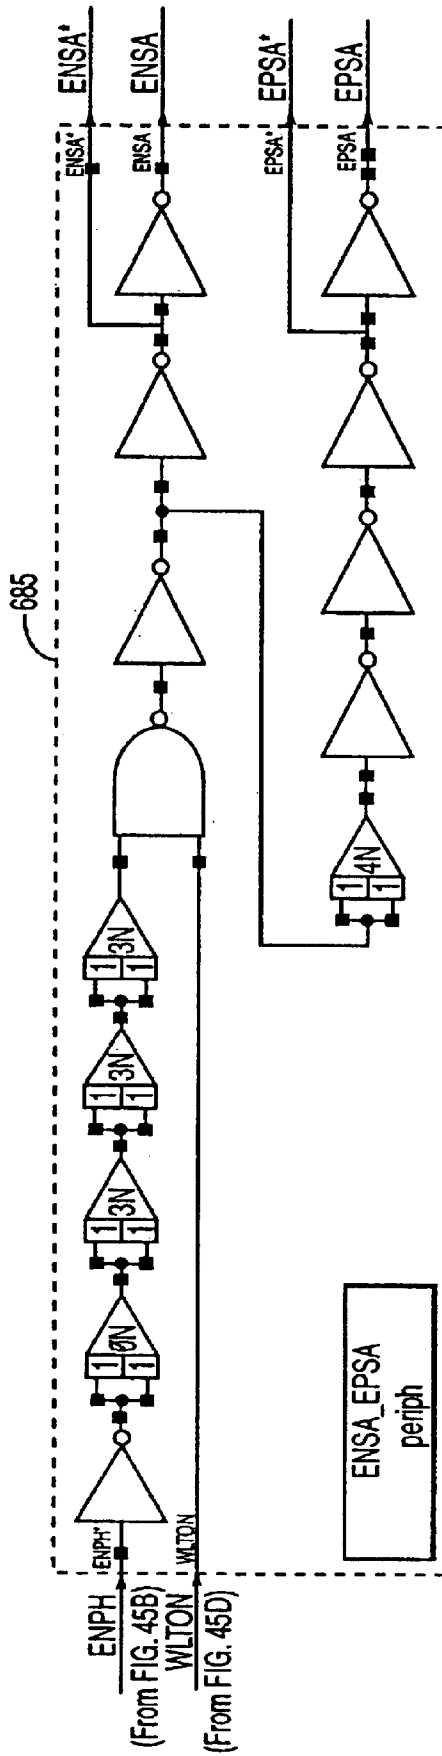 685
ENPH
(From FIG. 45B)
WLTON
(From FIG. 45D)
ENPH*
WLTON
1
1
ØN
1
1
3N
1
1
3N
1
1
3N
ENSA*
ENSA*
ENSA
ENSA
1
1
4N
EPSA*
EPSA*
EPSA
EPSA
ENSA_EPSA
periph